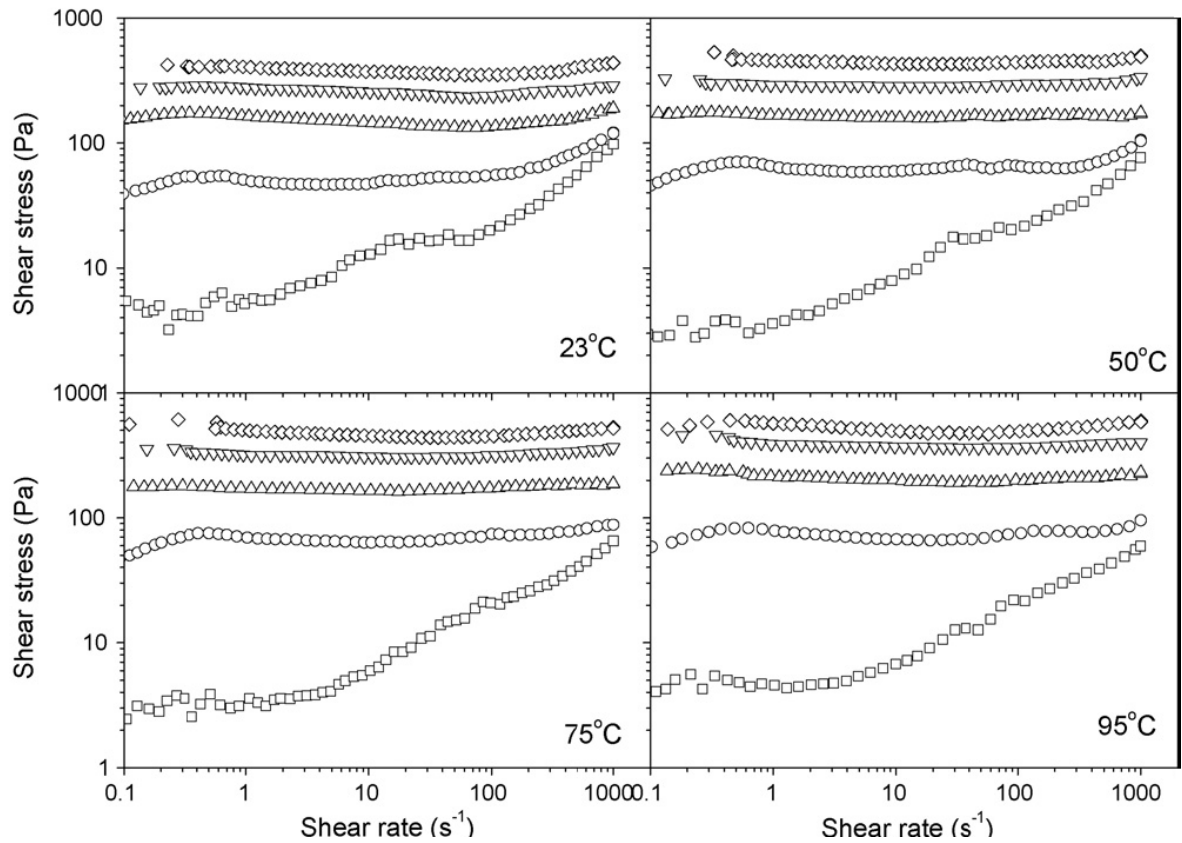 1000
Shear stress (Pa)
100
10
23°C
50°C
10001
Shear stress (Pa)
100
10
75°C
95°C
1
0.1 1 10 100 10000.1 1 10 100 1000
Shear rate (s⁻¹) Shear rate (s⁻¹)